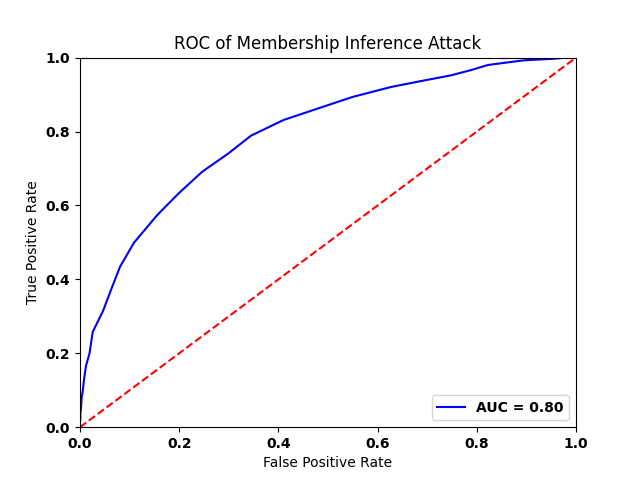 ROC of Membership Inference Attack
True Positive Rate
1.0
0.8
0.6
0.4
0.2
0.0
AUC = 0.80
0.0 0.2 0.4 0.6 0.8 1.0
False Positive Rate